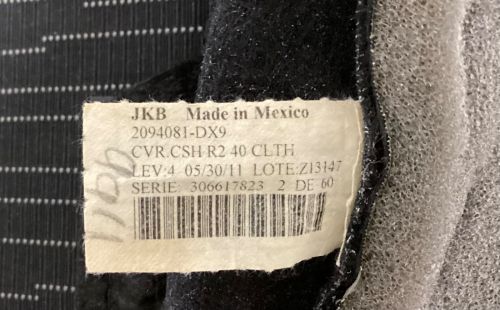 JKB Made in Mexico
2094081-DX9
CVR.CSH R2 40 CLTH
LEV:4 05/30/11 LOTE:Z13147
SERIE: 306617823 2 DE 60